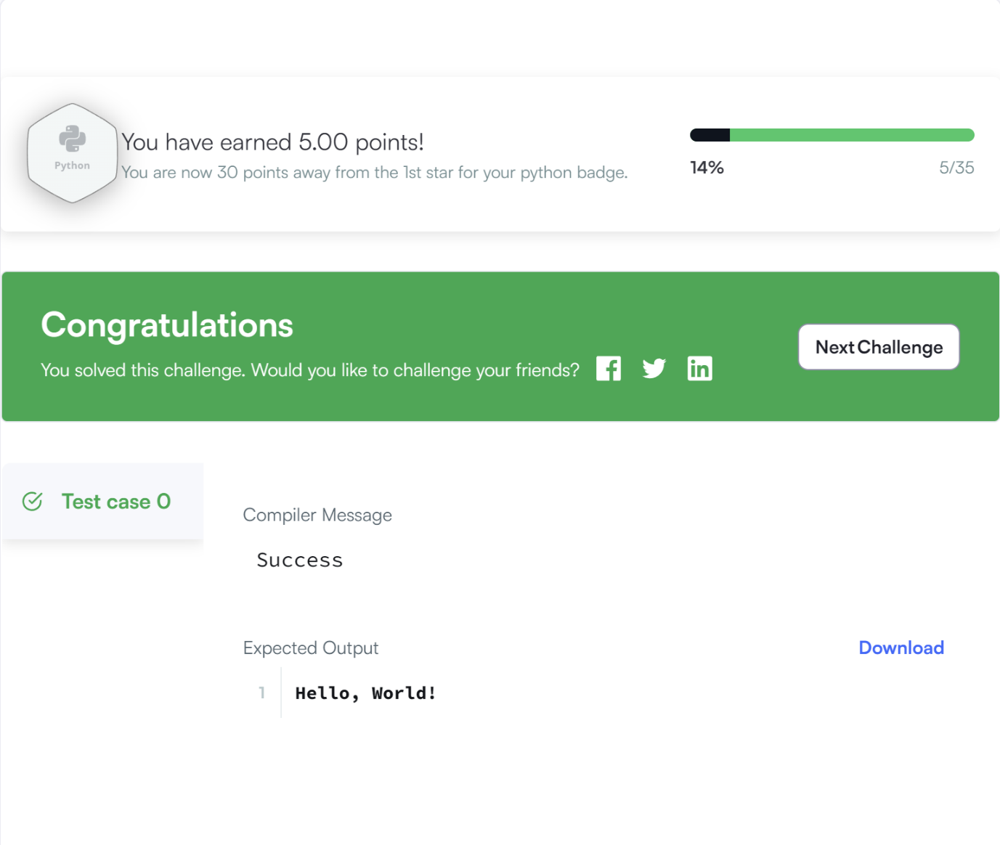 Python
You have earned 5.00 points!
You are now 30 points away from the 1st star for your python badge.
14%
5/35
Congratulations
You solved this challenge. Would you like to challenge your friends?
Next Challenge
Test case 0
Compiler Message
Success
Expected Output
Download
1
Hello, World!